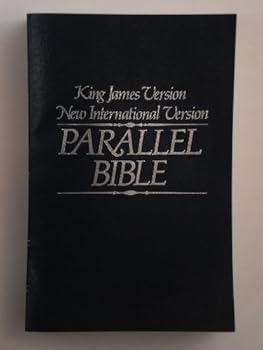 King James Version
New International Version
PARALLEL
BIBLE